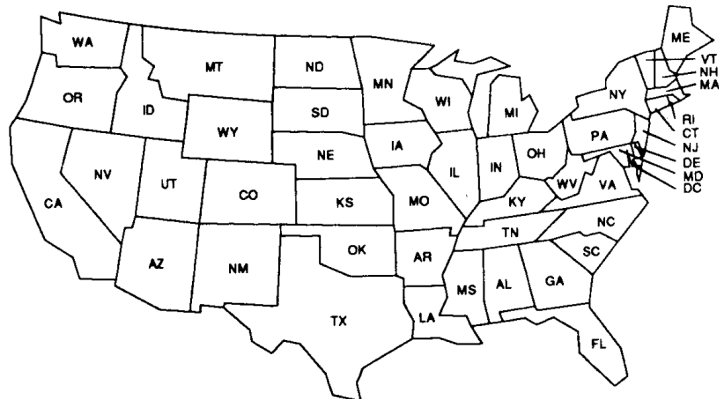 WA
MT
ND
MN
ME
VT
NH
MA
OR
ID
SD
WI
MI
NY
RI
CT
WY
IA
PA
NJ
NE
IL
IN
OH
DE
MD
DC
NV
UT
CO
KS
MO
WV
VA
KY
CA
AZ
NM
OK
AR
TN
NC
SC
MS
AL
GA
TX
LA
FL